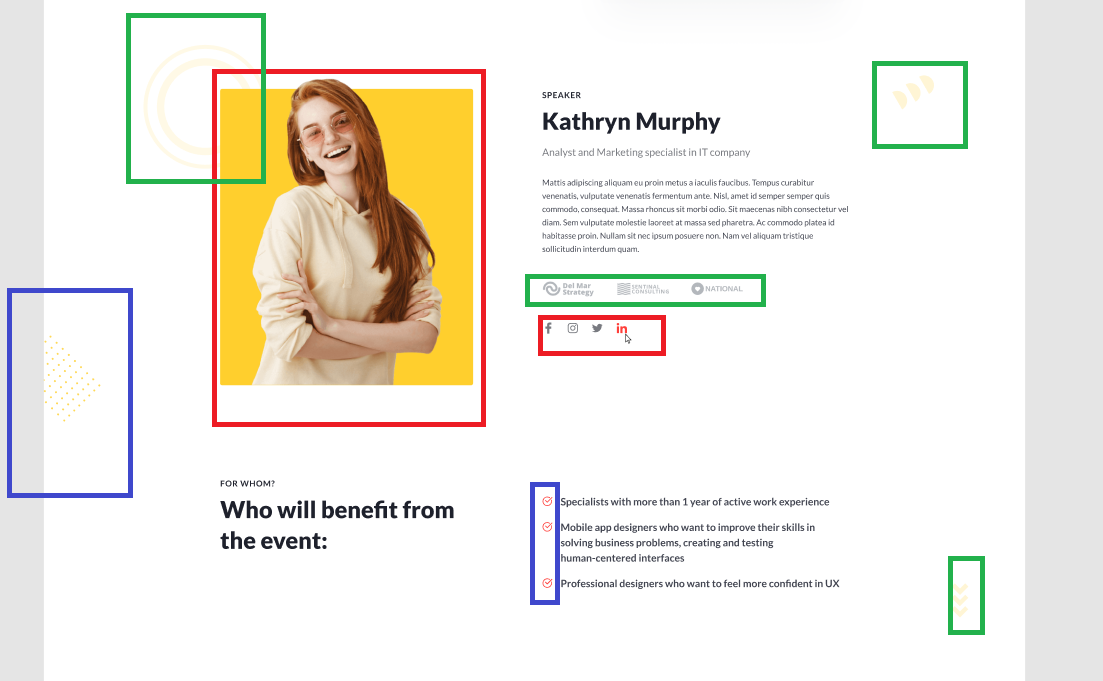 SPEAKER
Kathryn Murphy
Analyst and Marketing specialist in IT company
Mattis adipiscing aliquam eu proin metus a iaculis faucibus. Tempus curabitur
venenatis, vulputate venenatis fermentum ante. Nisl, amet id semper semper quis
commodo, consequat. Massa rhoncus sit morbi odio. Sit maecenas nibh consectetur vel
diam. Sem vulputate molestie laoreet at massa sed pharetra. Ac commodo platea id
habitasse proin. Nullam sit nec ipsum posuere non. Nam vel aliquam tristique
sollicitudin interdum quam.
Del Mar
Strategy
SENTINAL
CONSULTING
NATIONAL
in
FOR WHOM?
Who will benefit from
the event:
Specialists with more than 1 year of active work experience
Mobile app designers who want to improve their skills in
solving business problems, creating and testing
human-centered interfaces
Professional designers who want to feel more confident in UX